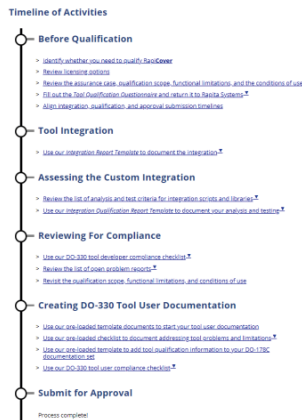 Timeline of Activities
Before Qualification
> Identify whether you need to qualify RapiCover
> Review licensing options
> Review the assurance case, qualification scope, functional limitations, and the conditions of use
> Fill out the Tool Qualification Questionnaire and return it to Rapita Systems
> Align integration, qualification, and approval submission timelines
Tool Integration
> Use our Integration Report Template to document the integration
Assessing the Custom Integration
> Review the list of analysis and test criteria for integration scripts and libraries
> Use our Integration Qualification Report Template to document your analysis and testing
Reviewing For Compliance
> Use our DO-330 tool developer compliance checklist
> Review the list of open problem reports
> Revisit the qualification scope, functional limitations, and conditions of use
Creating DO-330 Tool User Documentation
> Use our pre-loaded template documents to start your tool user documentation
> Use our pre-loaded checklist to document addressing tool problems and limitations
> Use our pre-loaded template to add tool qualification information to your DO-178C
documentation set
> Use our DO-330 tool user compliance checklist
Submit for Approval
Process complete!